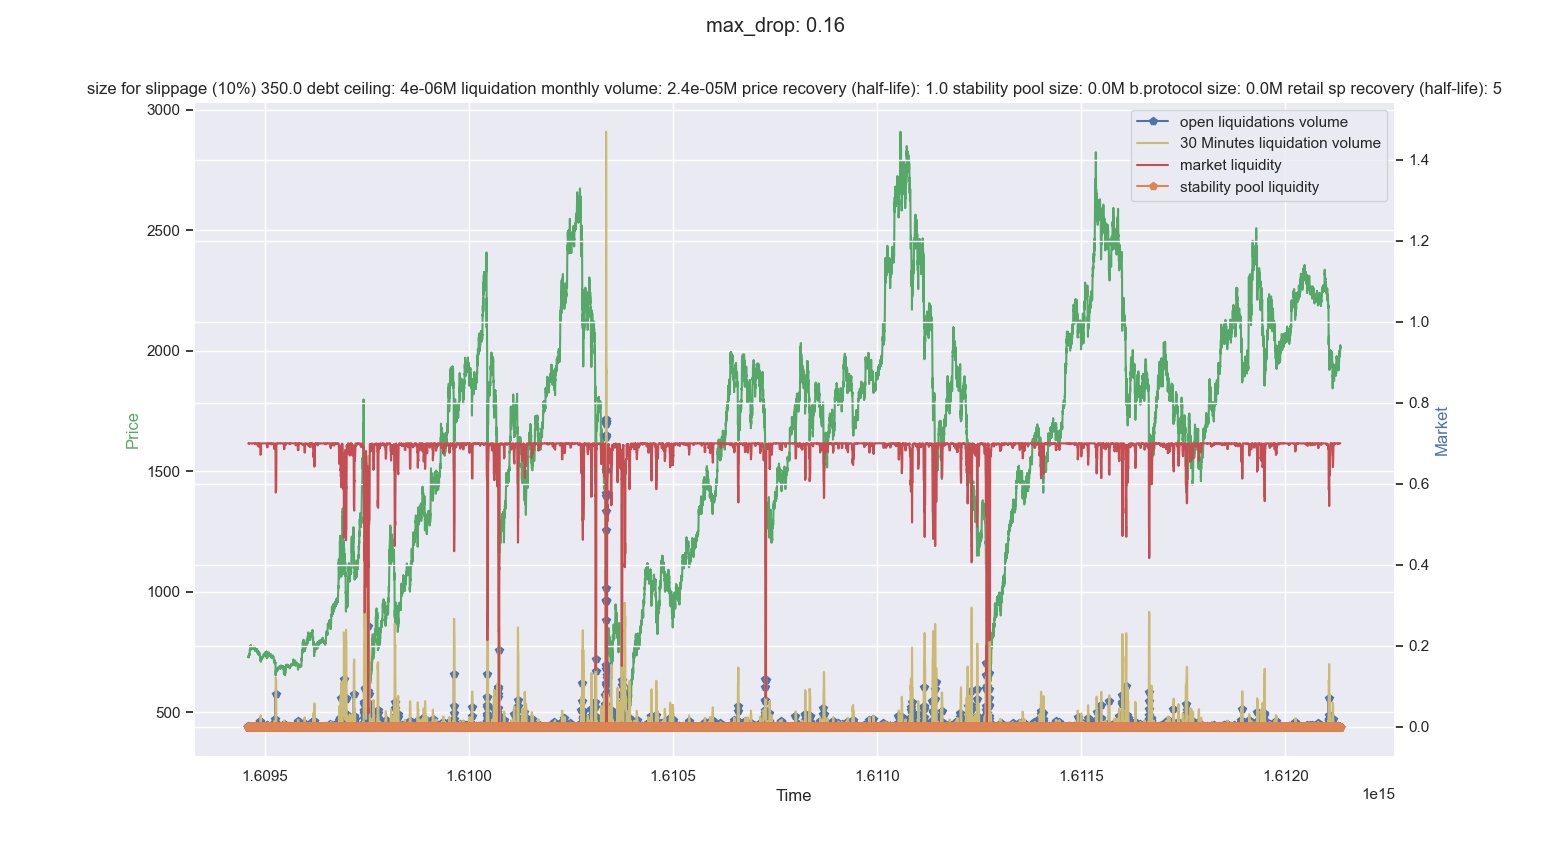 max_drop: 0.16
size for slippage (10%) 350.0 debt ceiling: 4e-06M liquidation monthly volume: 2.4e-05M price recovery (half-life): 1.0 stability pool size: 0.0M b.protocol size: 0.0M retail sp recovery (half-life): 5
open liquidations volume
30 Minutes liquidation volume
market liquidity
stability pool liquidity
3000
2500
2000
1500
1000
500
Price
1.4
1.2
1.0
0.8
0.6
0.4
0.2
0.0
Market
1.6095 1.6100 1.6105 1.6110 1.6115 1.6120
1e15
Time